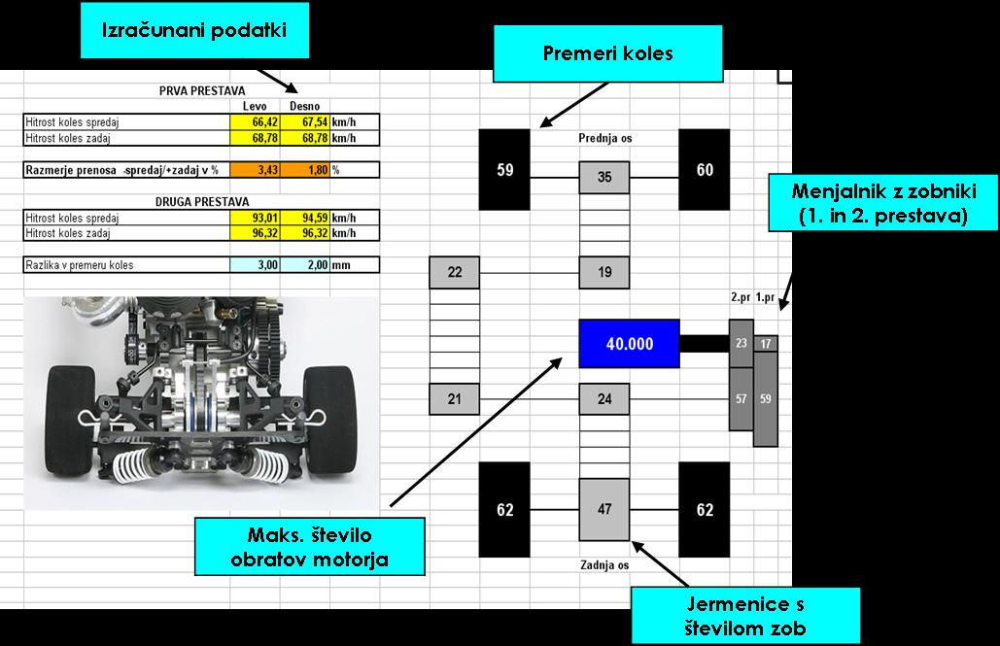 Izračunani podatki
Premeri koles
PRVA PRESTAVA
Levo Desno
Hitrost koles spredaj 66,42 67,54 km/h
Hitrost koles zadaj 68,78 68,78 km/h
Razmerje prenosa -spredaj/+zadaj v % 3,43 1,80 %
DRUGA PRESTAVA
Hitrost koles spredaj 93,01 94,59 km/h
Hitrost koles zadaj 96,32 96,32 km/h
Razlika v premeru koles 3,00 2,00 mm
Prednja os
59 35 60
Menjalnik z zobniki
(1. in 2. prestava)
22 19
2.pr 1.pr
40.000 23 17
21 24 57 59
62 47 62
Zadnja os
Maks. število
obratov motorja
Jermenice s
številom zob